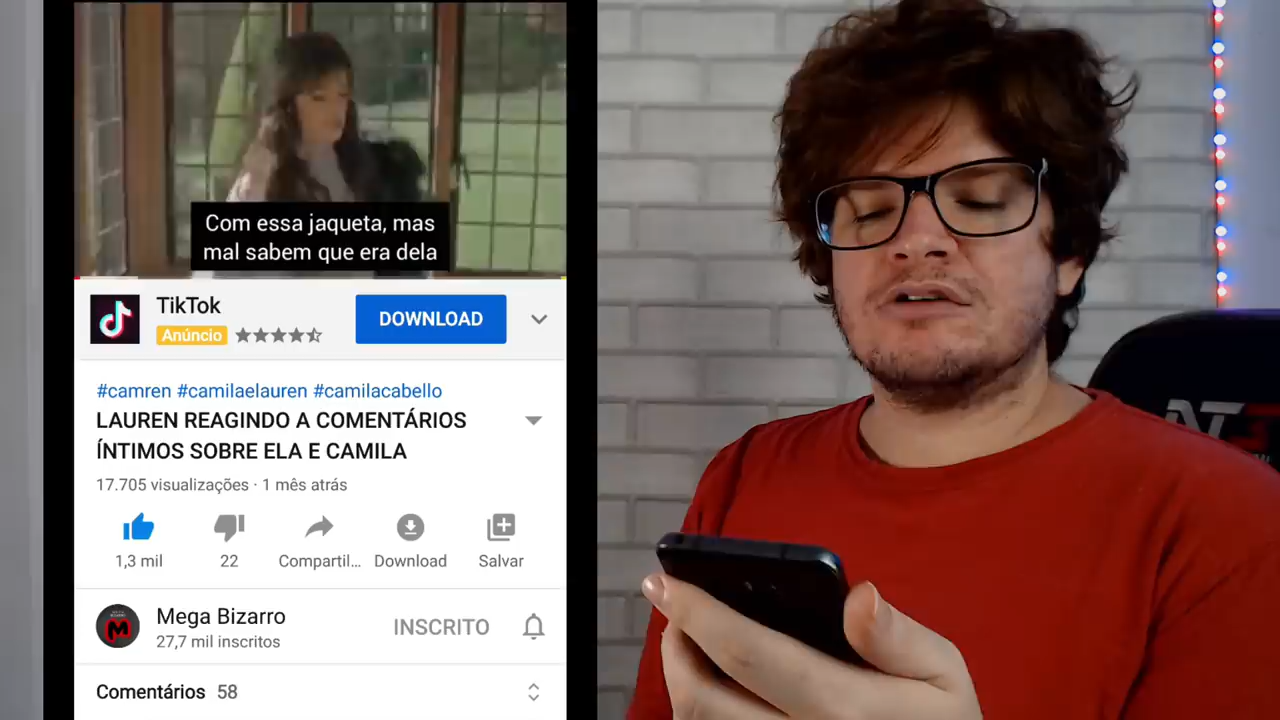 Com essa jaqueta, mas
mal sabem que era dela
TikTok
Anúncio
DOWNLOAD
#camren #camilaelauren #camilacabello
LAUREN REAGINDO A COMENTÁRIOS
ÍNTIMOS SOBRE ELA E CAMILA
17.705 visualizações · 1 mês atrás
1,3 mil
22
Compartil...
Download
Salvar
Mega Bizarro
27,7 mil inscritos
INSCRITO
Comentários 58